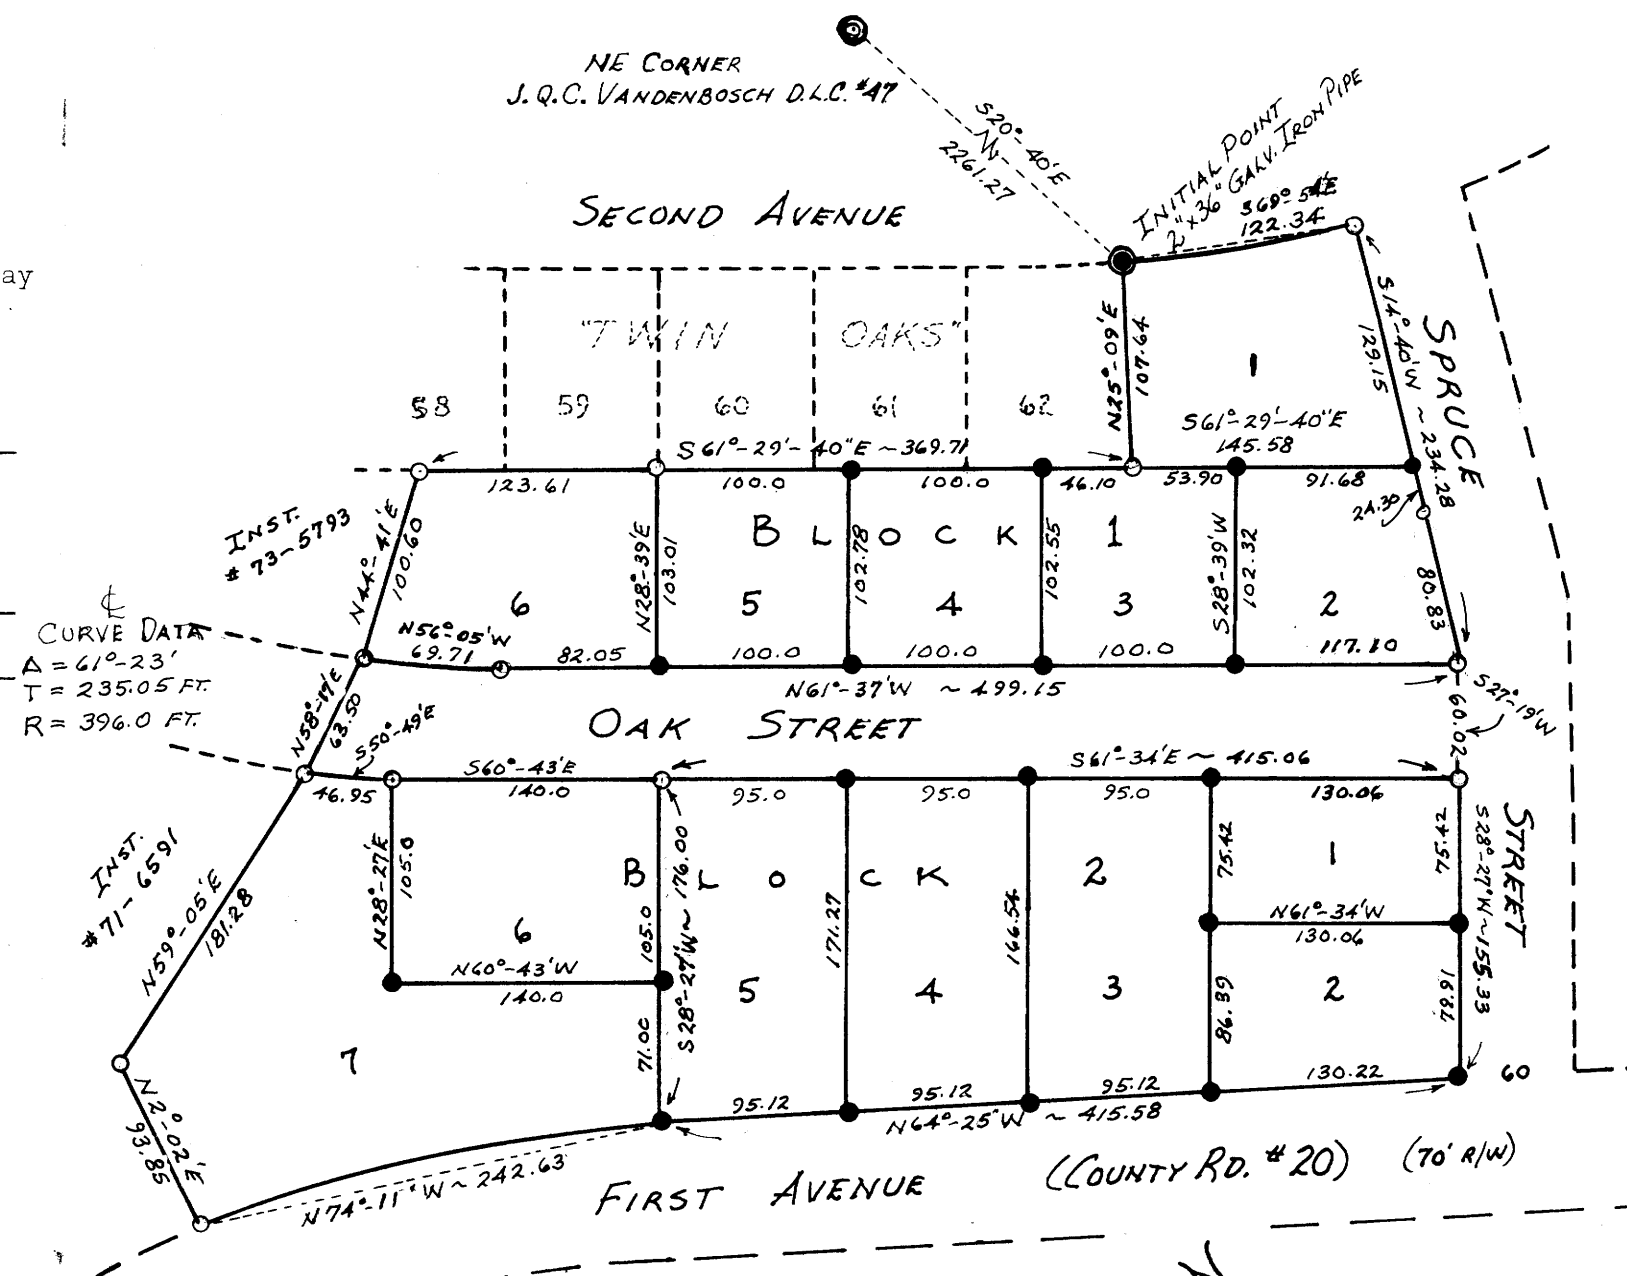 NE CORNER
J.Q.C. VANDENBOSCH D.L.C. #47
S20°-40'E
2261.27
INITIAL POINT
2"x36" GALV. IRON PIPE
S69°-54'E
122.34
SECOND AVENUE
ay
"TWIN OAKS"
58 59 60 61 62
N25°-09'E
107.64
1
S14°-40'W ~ 234.28
129.15
SPRUCE
S61°-29'-40"E
145.58
S61°-29'-40"E ~ 369.71
123.61 100.0 100.0 46.10 53.90 91.68
24.30
INST.
#73-5793
N44°-41'E
100.60
BLOCK 1
N28°-39'E
103.01
102.78
102.55
S28°-39'W
102.32
80.83
6 5 4 3 2
℄
CURVE DATA
Δ = 61°-23'
T = 235.05 FT.
R = 396.0 FT.
N56°-05'W
69.71 82.05 100.0 100.0 100.0 117.10
N61°-37'W ~ 499.15
S27°-19'W
60.02
N58°-17'E
63.50
OAK STREET
S50°-49'E
46.95
S60°-43'E
140.0
S61°-34'E ~ 415.06
95.0 95.0 95.0 130.06
INST.
#71-6591
N59°-05'E
181.28
N28°-27'E
105.0
BLOCK 2
105.0
S28°-27'W ~ 176.00
171.27
166.54
75.42
1
75.42
S28°-27'W ~ 155.33
STREET
N61°-34'W
130.06
6
N60°-43'W
140.0
5 4 3 2
86.39
7
71.00
N2°-02'E
93.85
95.12 95.12 95.12 130.22
60
N64°-25'W ~ 415.58
N74°-11'W ~ 242.63
FIRST AVENUE (COUNTY RD. #20) (70' R/W)